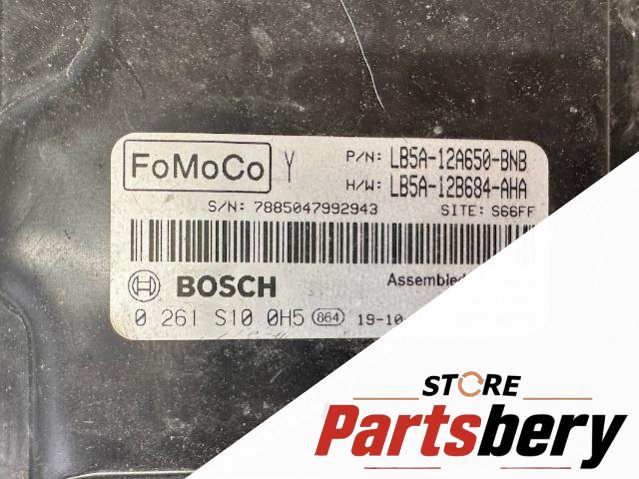 FoMoCo Y P/N: LB5A-12A650-BNB
H/W: LB5A-12B684-AHA
S/N: 7885047992943 SITE: S66FF
BOSCH Assembled
0 261 S10 0H5 864 19-10
STORE
Partsbery